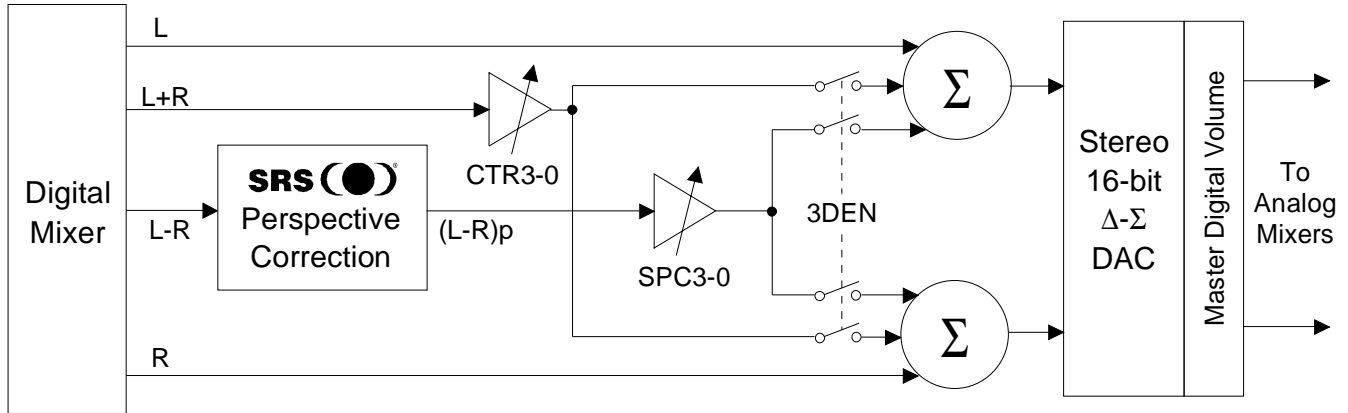 Digital
Mixer
L
L+R
L-R
R
SRS ®
Perspective
Correction
(L-R)p
CTR3-0
SPC3-0
3DEN
Σ
Σ
Stereo
16-bit
Δ-Σ
DAC
Master Digital Volume
To
Analog
Mixers